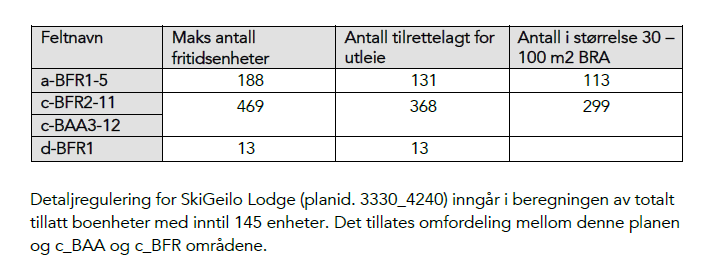 Feltnavn Maks antall fritidsenheter Antall tilrettelagt for utleie Antall i størrelse 30 – 100 m2 BRA
a-BFR1-5 188 131 113
c-BFR2-11 469 368 299
c-BAA3-12
d-BFR1 13 13
Detaljregulering for SkiGeilo Lodge (planid. 3330_4240) inngår i beregningen av totalt
tillatt boenheter med inntil 145 enheter. Det tillates omfordeling mellom denne planen
og c_BAA og c_BFR områdene.